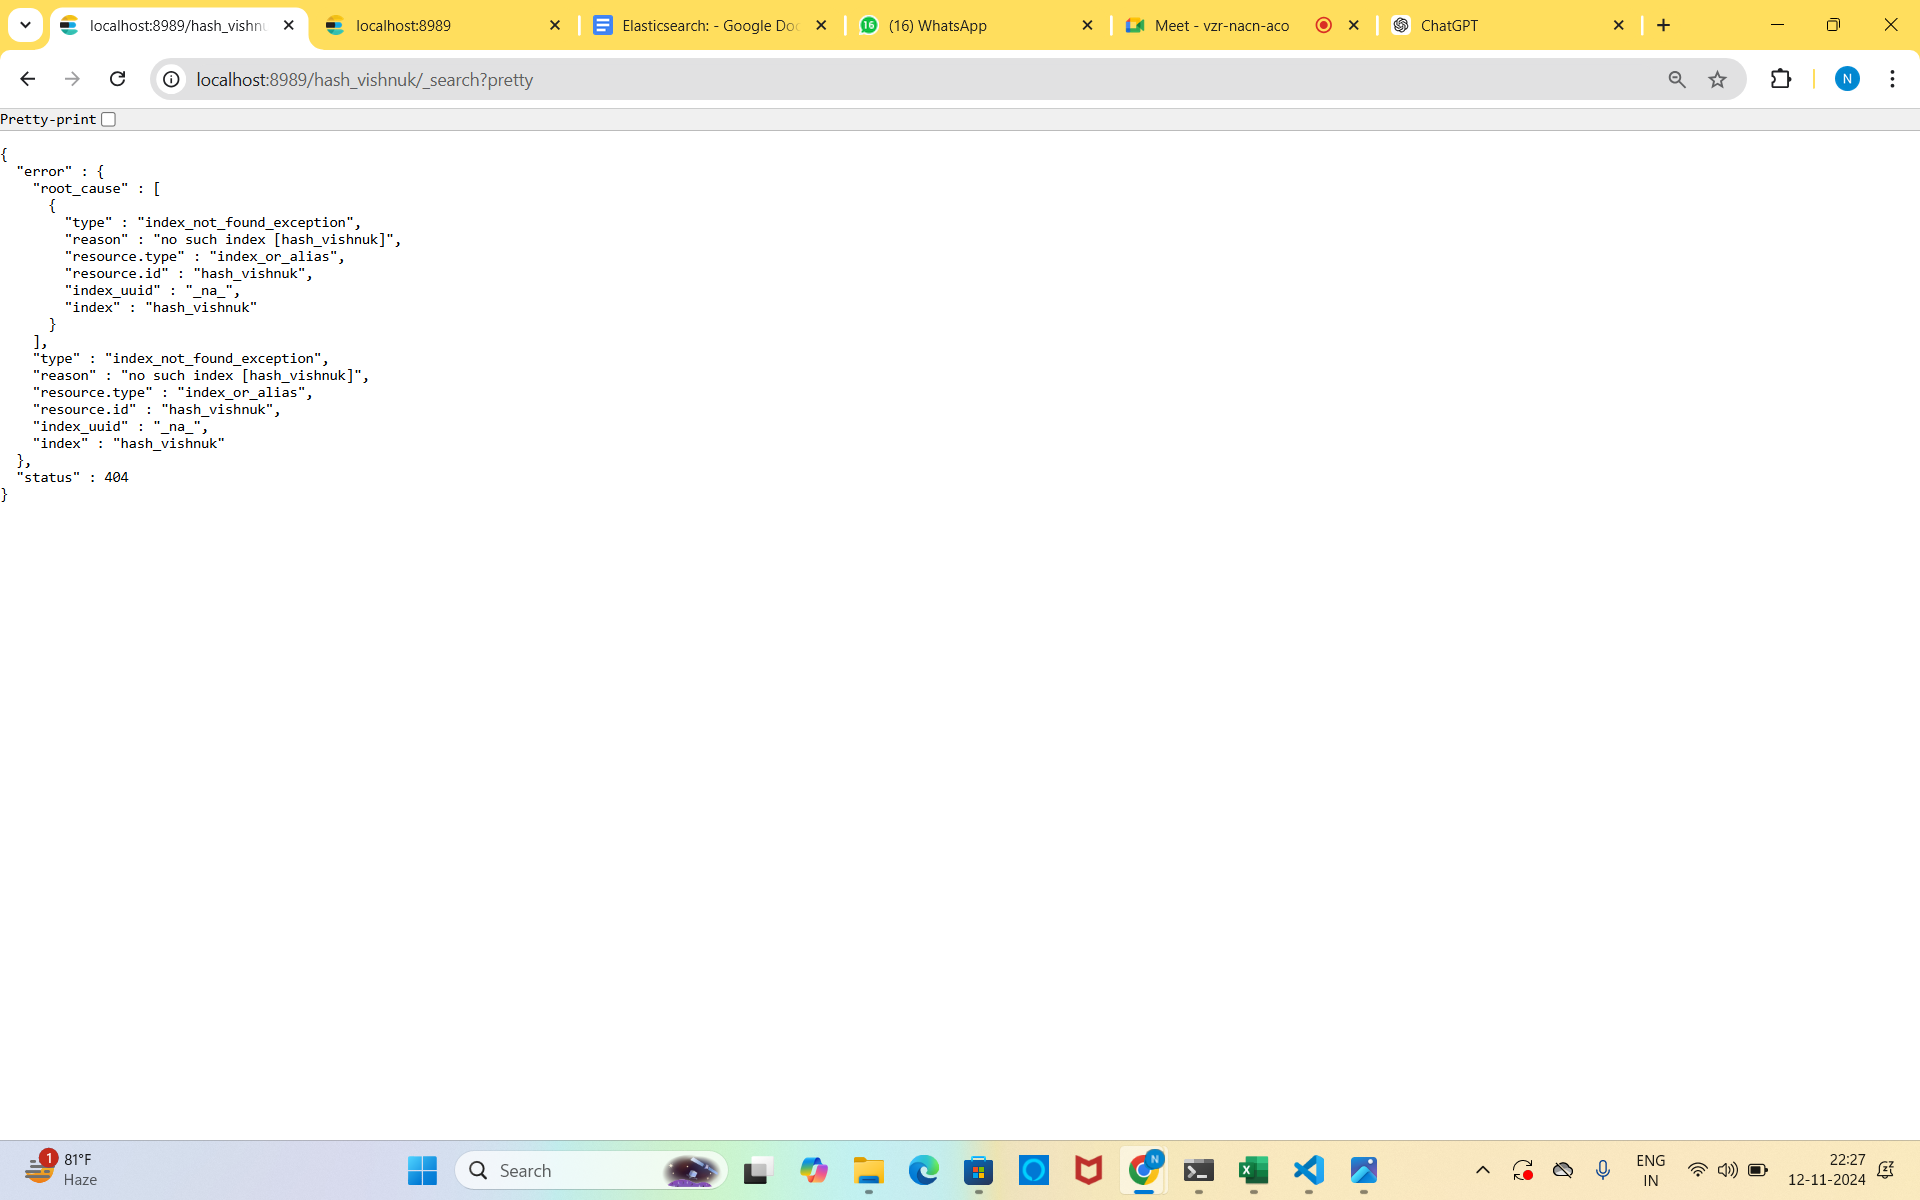 localhost:8989/hash_vishnu
localhost:8989
Elasticsearch: - Google Doc
16
(16) WhatsApp
Meet - vzr-nacn-aco
ChatGPT
localhost:8989/hash_vishnuk/_search?pretty
N
Pretty-print
{
  "error" : {
    "root_cause" : [
      {
        "type" : "index_not_found_exception",
        "reason" : "no such index [hash_vishnuk]",
        "resource.type" : "index_or_alias",
        "resource.id" : "hash_vishnuk",
        "index_uuid" : "_na_",
        "index" : "hash_vishnuk"
      }
    ],
    "type" : "index_not_found_exception",
    "reason" : "no such index [hash_vishnuk]",
    "resource.type" : "index_or_alias",
    "resource.id" : "hash_vishnuk",
    "index_uuid" : "_na_",
    "index" : "hash_vishnuk"
  },
  "status" : 404
}
1
81°F
Haze
Search
N
ENG
IN
22:27
12-11-2024